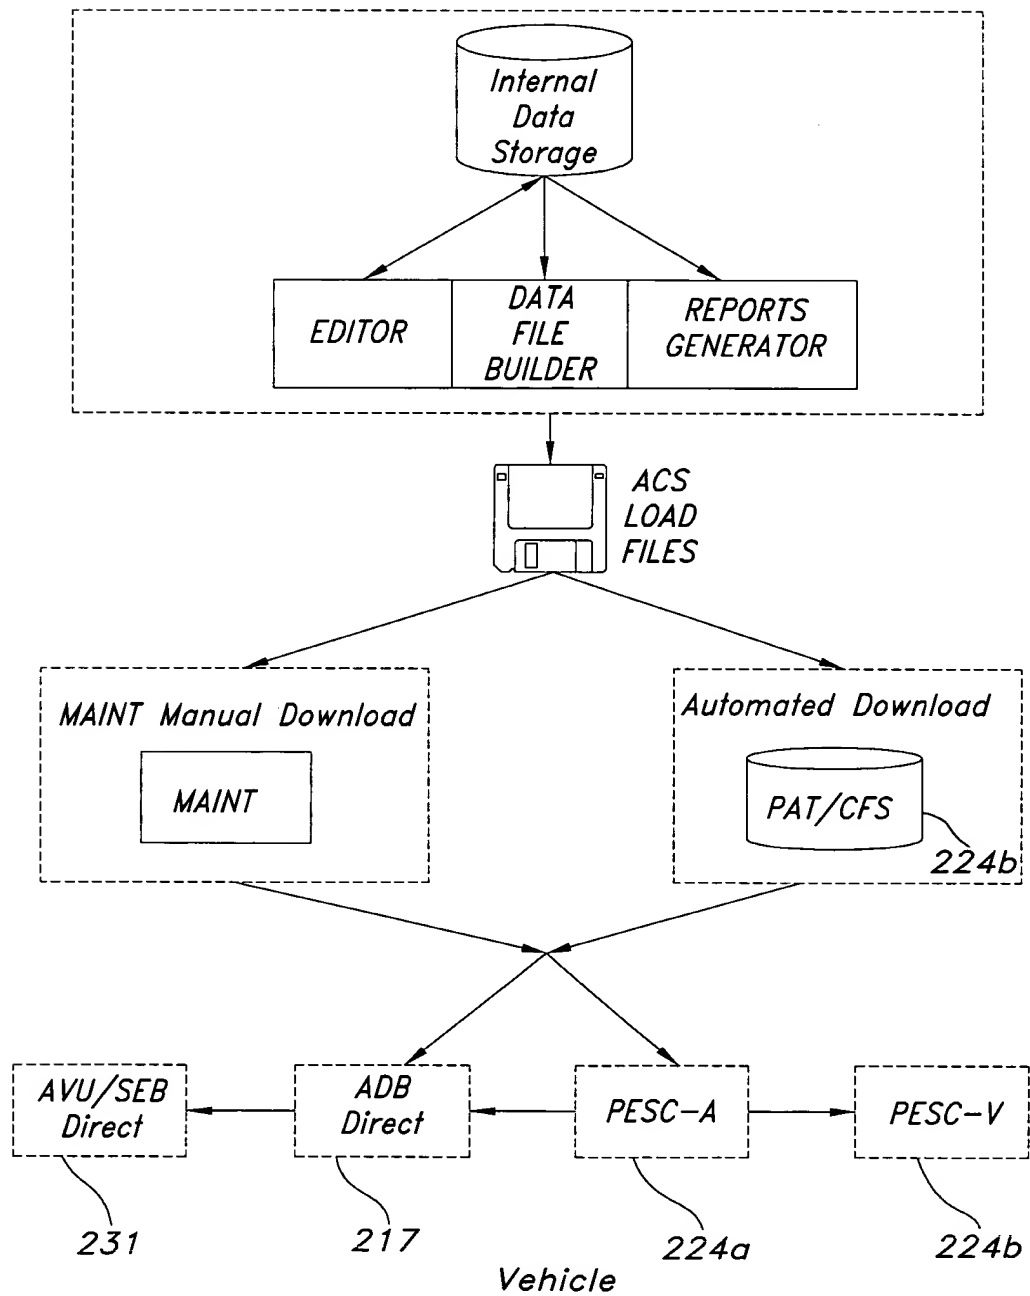 Internal
Data
Storage
EDITOR
DATA
FILE
BUILDER
REPORTS
GENERATOR
ACS
LOAD
FILES
MAINT Manual Download
MAINT
Automated Download
PAT/CFS
224b
AVU/SEB
Direct
ADB
Direct
PESC-A
PESC-V
231
217
224a
224b
Vehicle